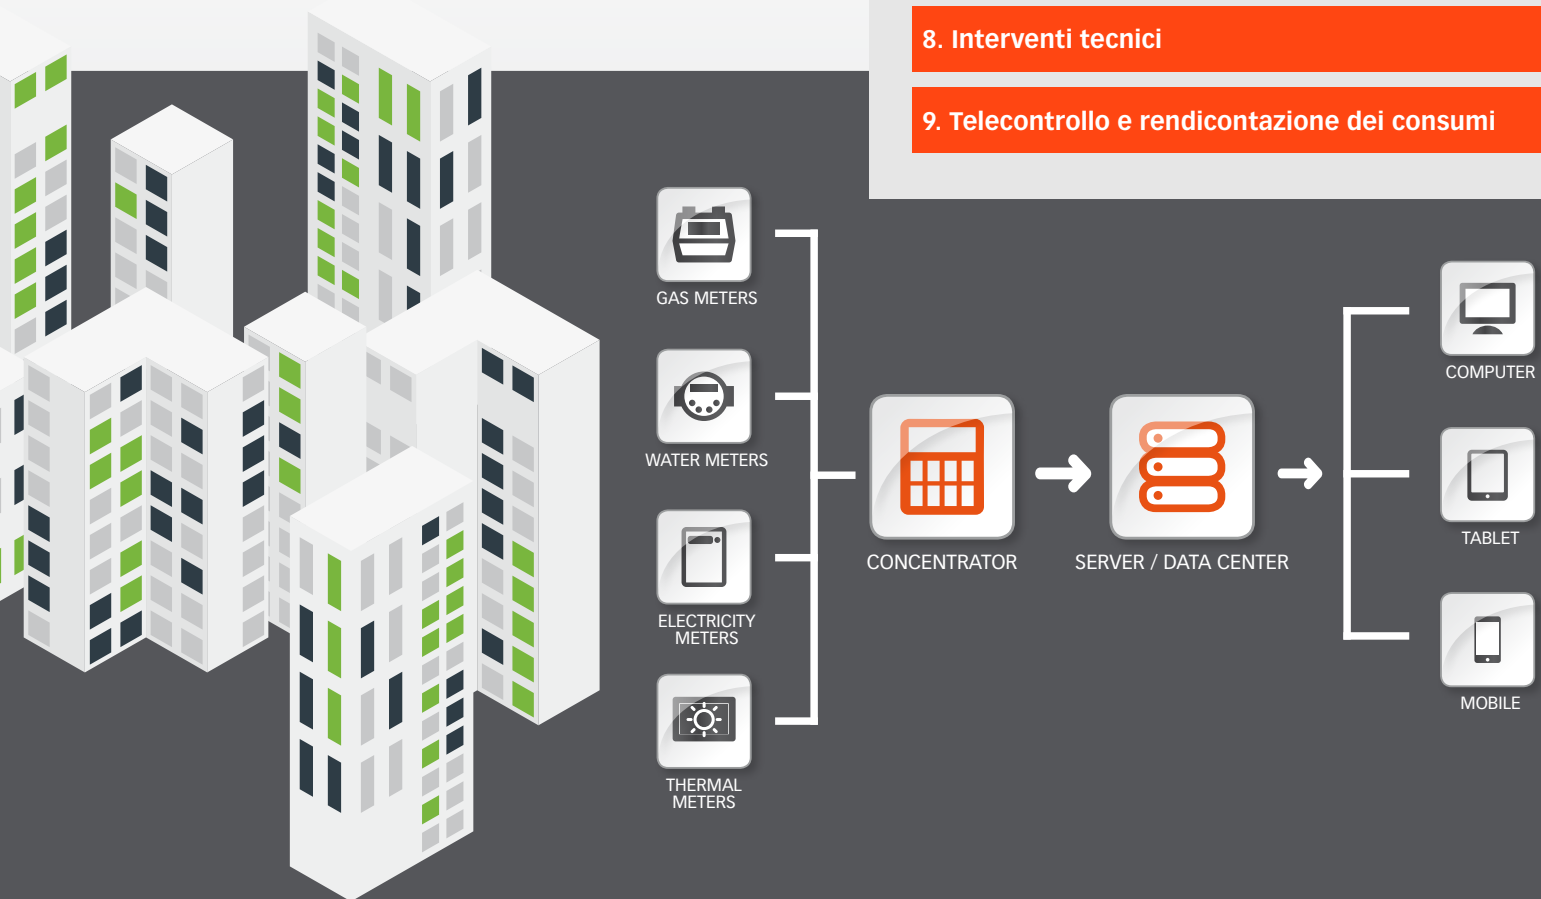 8. Interventi tecnici
9. Telecontrollo e rendicontazione dei consumi
GAS METERS
WATER METERS
ELECTRICITY
METERS
THERMAL
METERS
CONCENTRATOR
SERVER / DATA CENTER
COMPUTER
TABLET
MOBILE